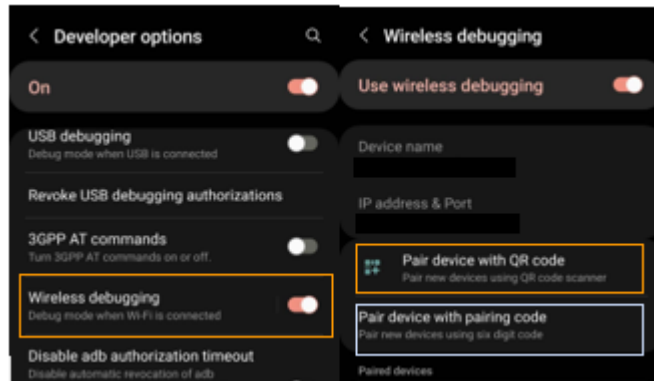 Developer options
On
USB debugging
Debug mode when USB is connected
Revoke USB debugging authorizations
3GPP AT commands
Turn 3GPP AT commands on or off.
Wireless debugging
Debug mode when Wi-Fi is connected
Disable adb authorization timeout
Disable automatic revocation of adb
Wireless debugging
Use wireless debugging
Device name
IP address & Port
Pair device with QR code
Pair new devices using QR code scanner
Pair device with pairing code
Pair new devices using six digit code
Paired devices